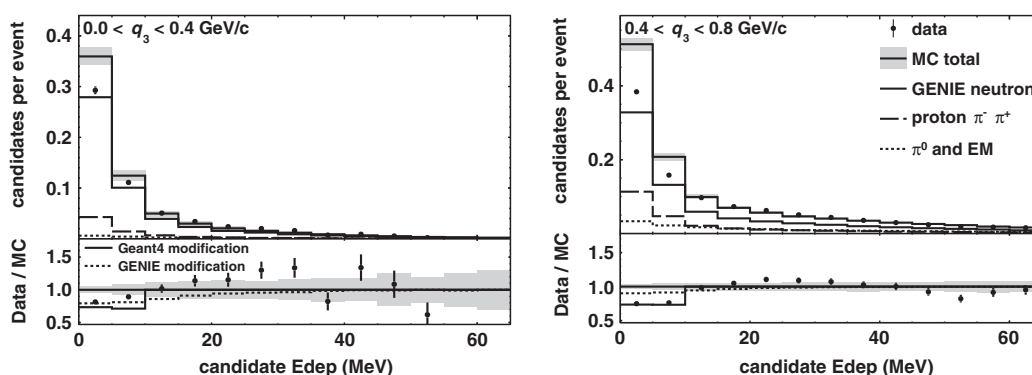 0.0 < q3 < 0.4 GeV/c
candidates per event
0.4
0.3
0.2
0.1
Geant4 modification
GENIE modification
Data / MC
1.5
1.0
0.5
0 20 40 60
candidate Edep (MeV)
0.4 < q3 < 0.8 GeV/c
candidates per event
0.4
0.2
data
MC total
GENIE neutron
proton π- π+
π0 and EM
Data / MC
1.5
1.0
0.5
0 20 40 60
candidate Edep (MeV)